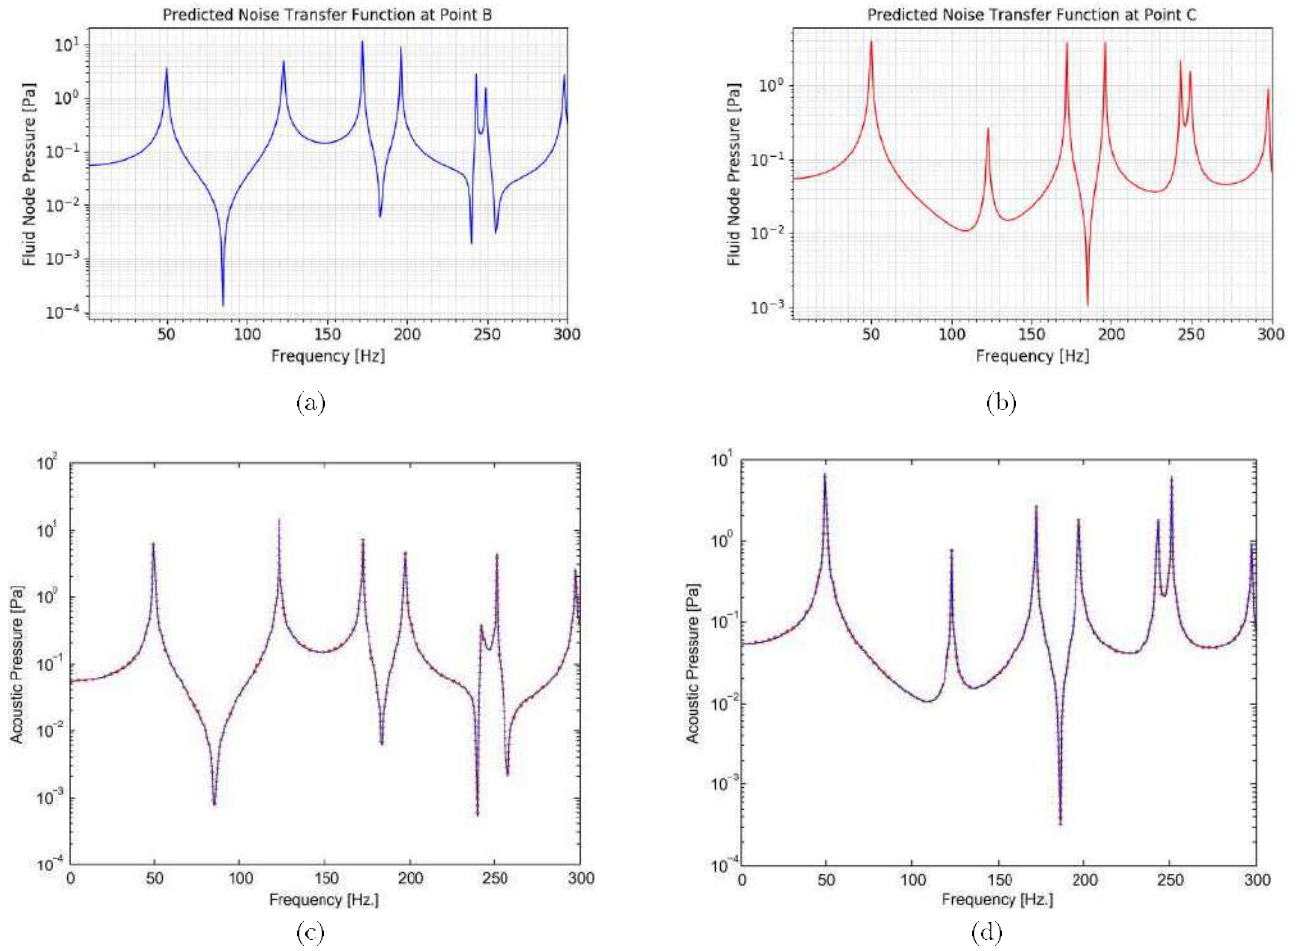 Predicted Noise Transfer Function at Point B
Fluid Node Pressure [Pa]
10¹
10⁰
10⁻¹
10⁻²
10⁻³
10⁻⁴
50 100 150 200 250 300
Frequency [Hz]
(a)
Predicted Noise Transfer Function at Point C
Fluid Node Pressure [Pa]
10⁰
10⁻¹
10⁻²
10⁻³
50 100 150 200 250 300
Frequency [Hz]
(b)
Acoustic Pressure [Pa]
10²
10¹
10⁰
10⁻¹
10⁻²
10⁻³
10⁻⁴
0 50 100 150 200 250 300
Frequency [Hz.]
(c)
Acoustic Pressure [Pa]
10¹
10⁰
10⁻¹
10⁻²
10⁻³
10⁻⁴
0 50 100 150 200 250 300
Frequency [Hz.]
(d)